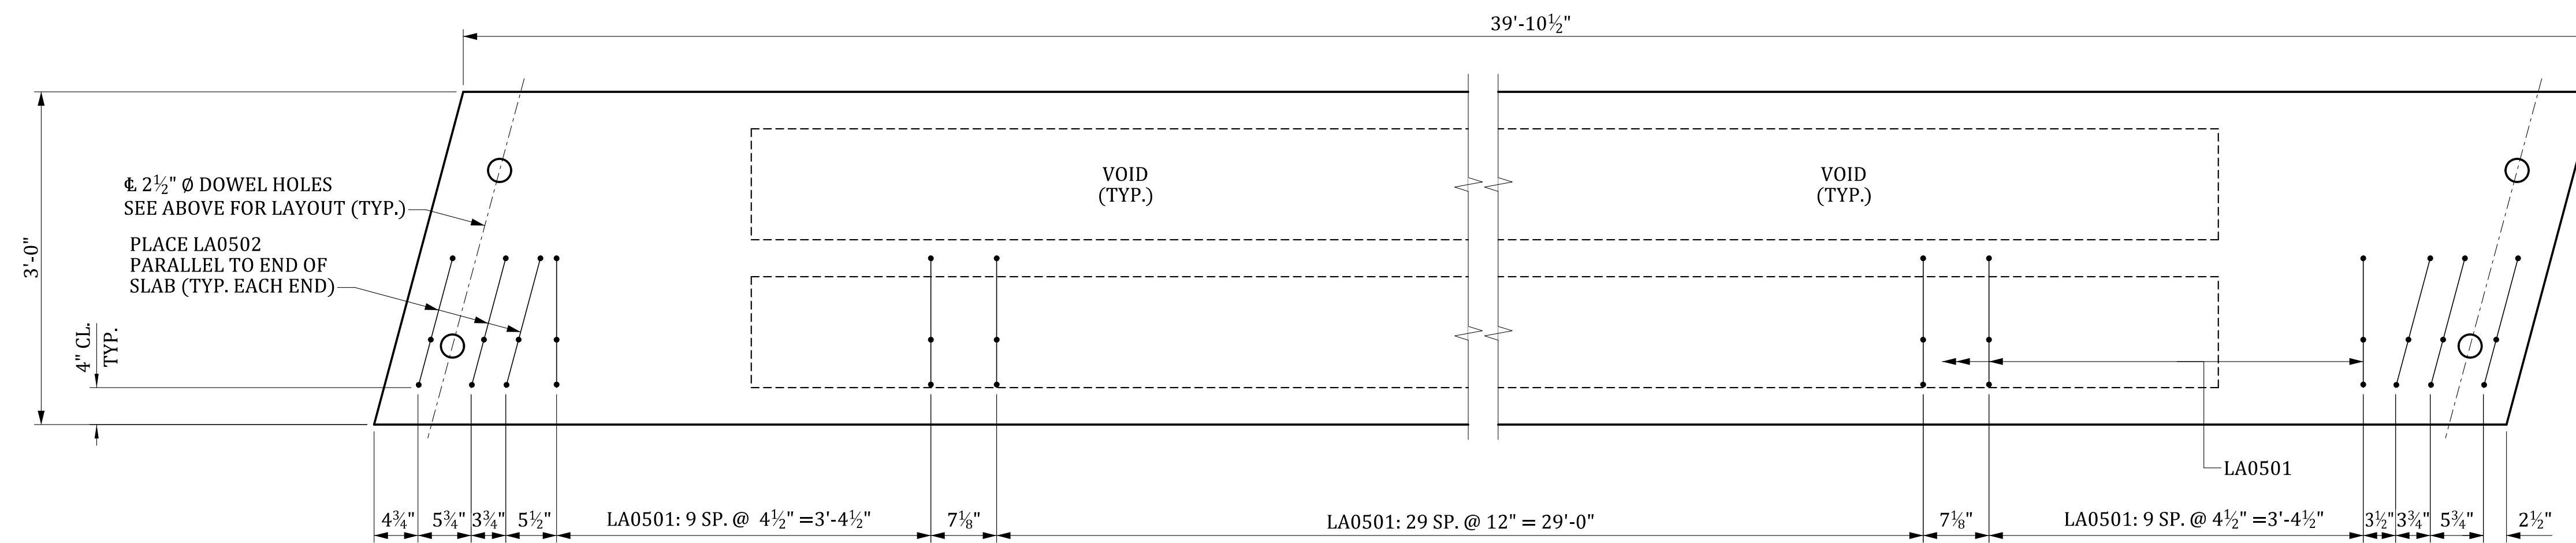 39'-10½"
VOID
(TYP.)
VOID
(TYP.)
℄ 2½" Ø DOWEL HOLES
SEE ABOVE FOR LAYOUT (TYP.)
PLACE LA0502
PARALLEL TO END OF
SLAB (TYP. EACH END)
3'-0"
4" CL.
TYP.
LA0501
4¾"
5¾"
3¾"
5½"
LA0501: 9 SP. @ 4½" =3'-4½"
7⅛"
LA0501: 29 SP. @ 12" = 29'-0"
7⅛"
LA0501: 9 SP. @ 4½" =3'-4½"
3½"
3¾"
5¾"
2½"